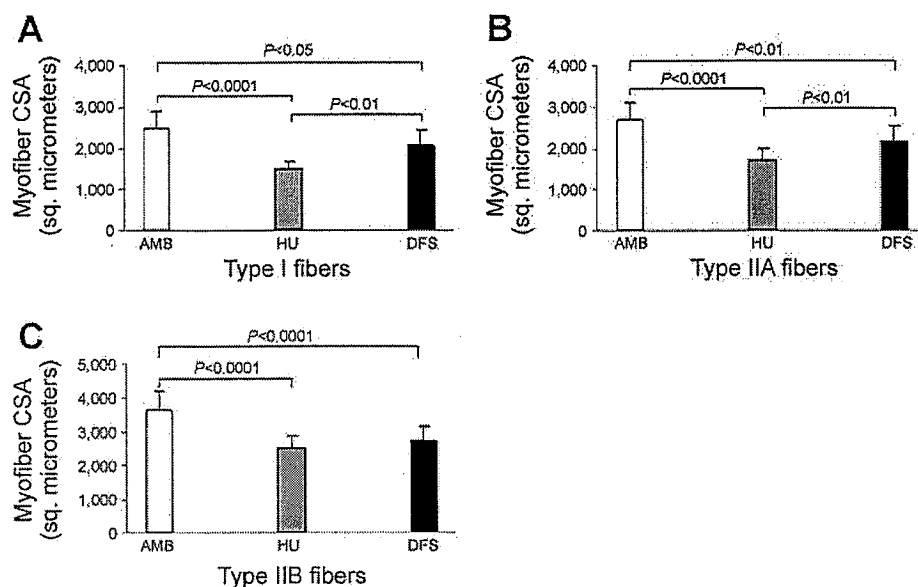 A
P<0.05
4,000
P<0.0001
3,000
P<0.01
2,000
1,000
0
Myofiber CSA
(sq. micrometers)
AMB HU DFS
Type I fibers
B
P<0.01
4,000
P<0.0001
3,000
P<0.01
2,000
1,000
0
Myofiber CSA
(sq. micrometers)
AMB HU DFS
Type IIA fibers
C
P<0.0001
5,000
P<0.0001
4,000
3,000
2,000
1,000
0
Myofiber CSA
(sq. micrometers)
AMB HU DFS
Type IIB fibers